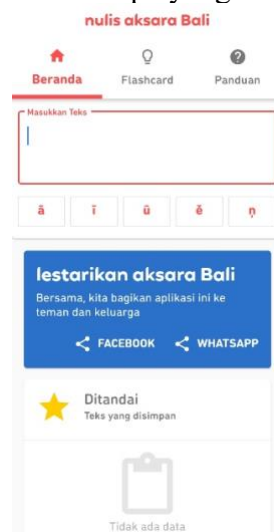 nulis aksara Bali
Beranda Flashcard Panduan
Masukkan Teks
â ī û ě ṇ
lestarikan aksara Bali
Bersama, kita bagikan aplikasi ini ke
teman dan keluarga
FACEBOOK WHATSAPP
Ditandai
Teks yang disimpan
Tidak ada data